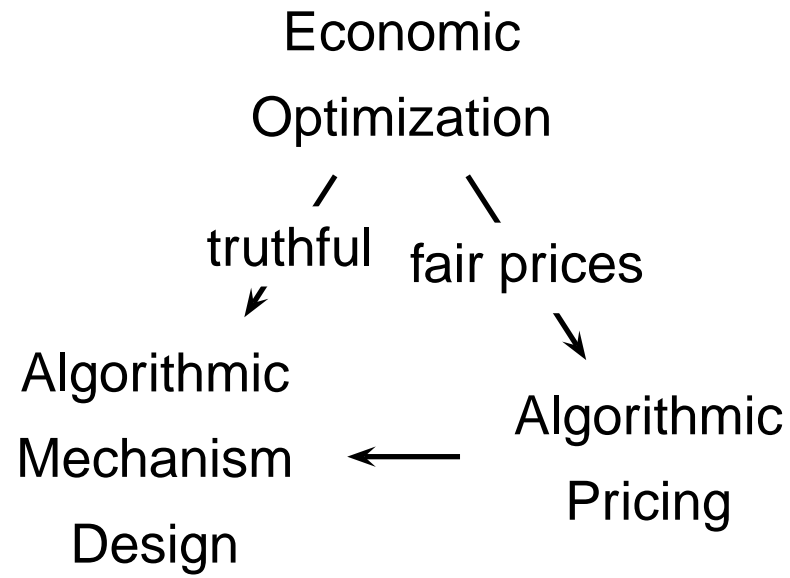 Economic
Optimization
truthful
fair prices
Algorithmic
Mechanism
Design
Algorithmic
Pricing